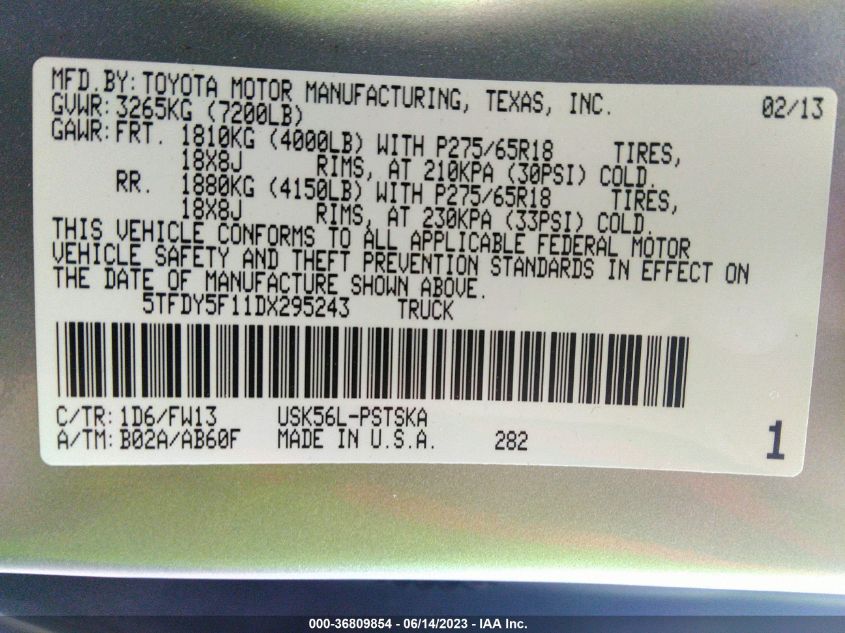 MFD.BY:TOYOTA MOTOR MANUFACTURING, TEXAS, INC. 02/13
GVWR: 3265KG (7200LB)
GAWR: FRT. 1810KG (4000LB) WITH P275/65R18 TIRES,
18X8J RIMS, AT 210KPA (30PSI) COLD.
RR. 1880KG (4150LB) WITH P275/65R18 TIRES,
18X8J RIMS, AT 230KPA (33PSI) COLD.
THIS VEHICLE CONFORMS TO ALL APPLICABLE FEDERAL MOTOR
VEHICLE SAFETY AND THEFT PREVENTION STANDARDS IN EFFECT ON
THE DATE OF MANUFACTURE SHOWN ABOVE.
5TFDY5F11DX295243 TRUCK
C/TR: 1D6/FW13 USK56L-PSTSKA
A/TM: B02A/AB60F MADE IN U.S.A. 282 1
000-36809854 - 06/14/2023 - IAA Inc.